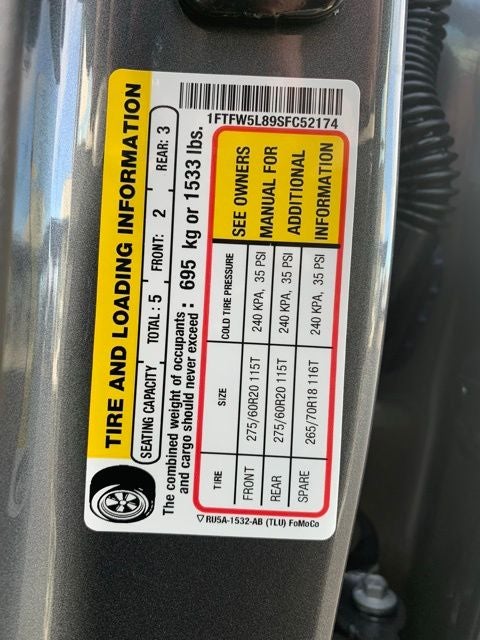 1FTFW5L89SFC52174
TIRE AND LOADING INFORMATION
SEATING CAPACITY TOTAL : 5 FRONT: 2 REAR: 3
The combined weight of occupants
and cargo should never exceed : 695 kg or 1533 lbs.
TIRE SIZE COLD TIRE PRESSURE
FRONT 275/60R20 115T 240 KPA, 35 PSI
REAR 275/60R20 115T 240 KPA, 35 PSI
SPARE 265/70R18 116T 240 KPA, 35 PSI
SEE OWNERS
MANUAL FOR
ADDITIONAL
INFORMATION
RU5A-1532-AB (TLU) FoMoCo